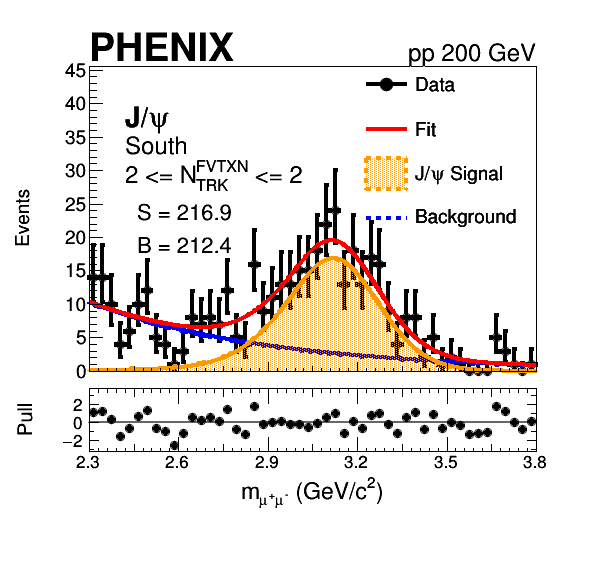 PHENIX pp 200 GeV
Events
45
40
35
30
25
20
15
10
5
0
J/ψ
South
2 <= N_TRK^FVTXN <= 2
S = 216.9
B = 212.4
Data
Fit
J/ψ Signal
Background
Pull
2
0
−2
2.3 2.6 2.9 3.2 3.5 3.8
m_μ⁺μ⁻ (GeV/c²)